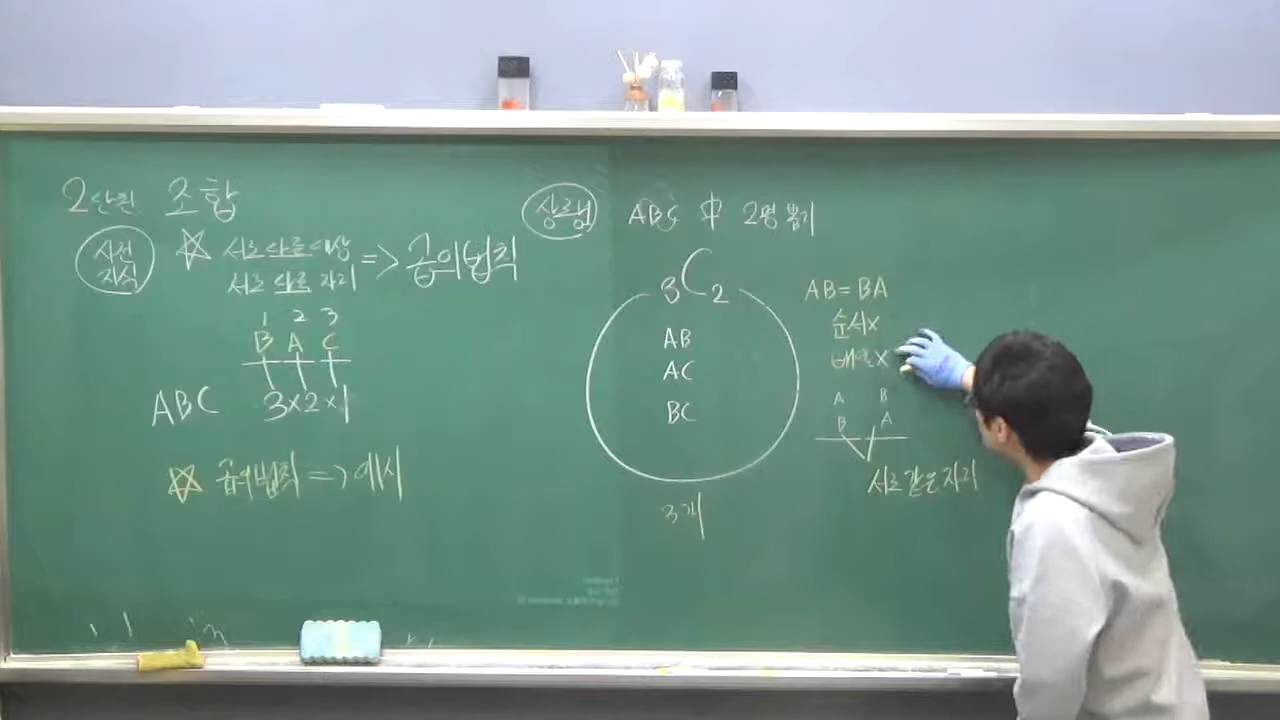 2단원 조합
사전
지식
☆ 서로 다른 대상
서로 다른 자리
=> 곱의법칙
1 2 3
B A C
ABC 3×2×1
☆ 곱의법칙 => 예시
ABC 中 2명 뽑기
₃C₂
AB
AC
BC
3개
AB=BA
순서x
배열x
A B
B A
서로 같은 자리